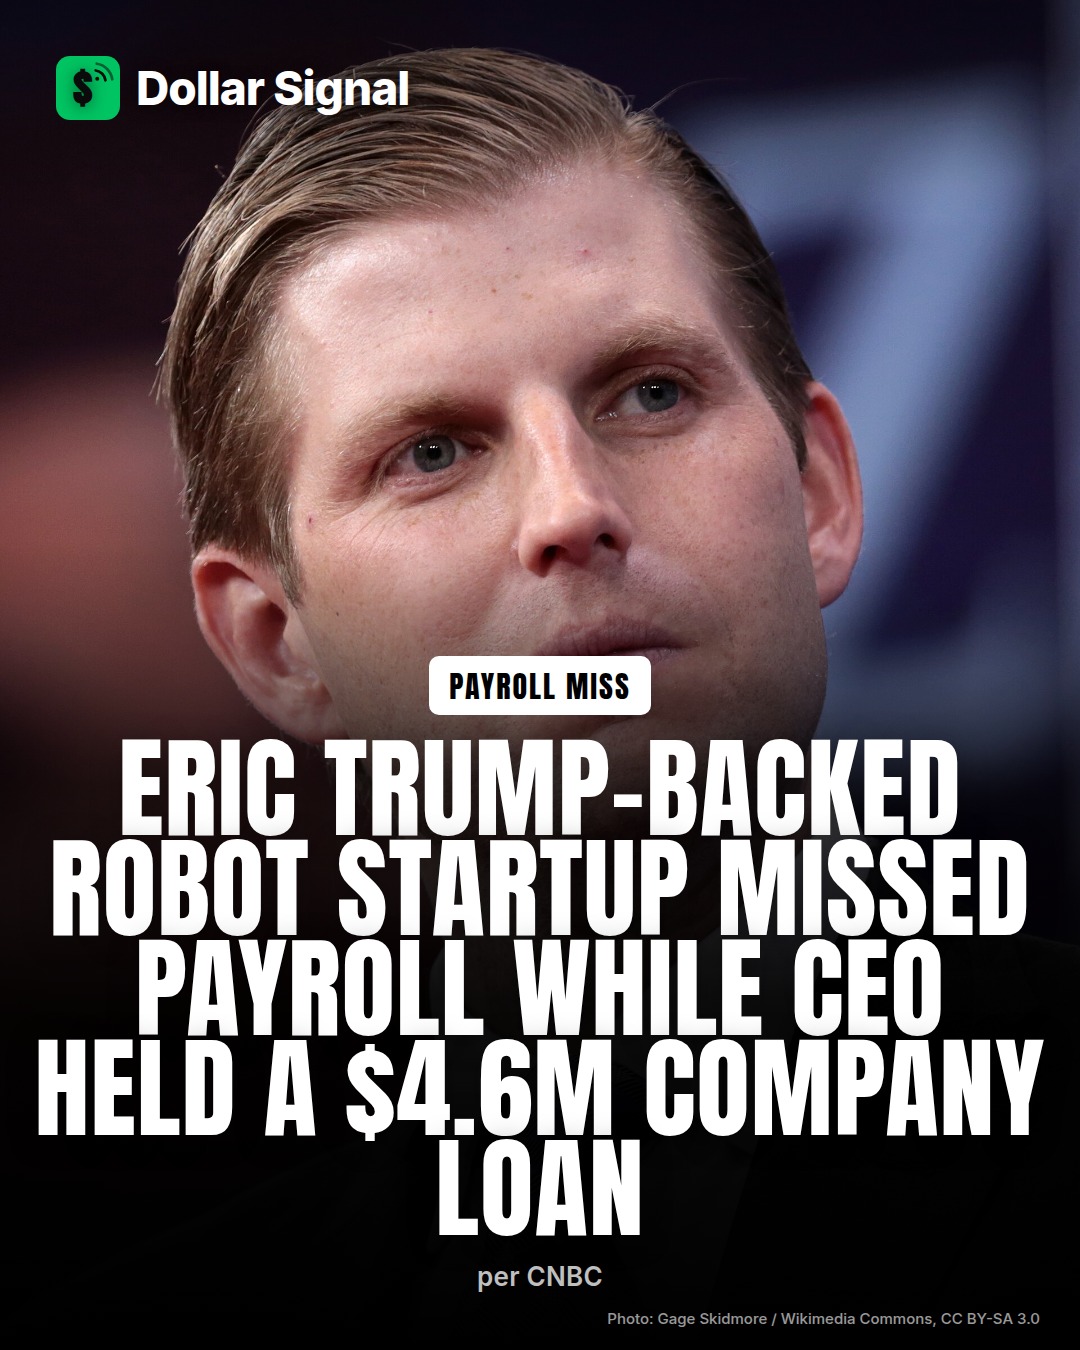 Dollar Signal
PAYROLL MISS
ERIC TRUMP-BACKED
ROBOT STARTUP MISSED
PAYROLL WHILE CEO
HELD A $4.6M COMPANY
LOAN
per CNBC
Photo: Gage Skidmore / Wikimedia Commons, CC BY-SA 3.0